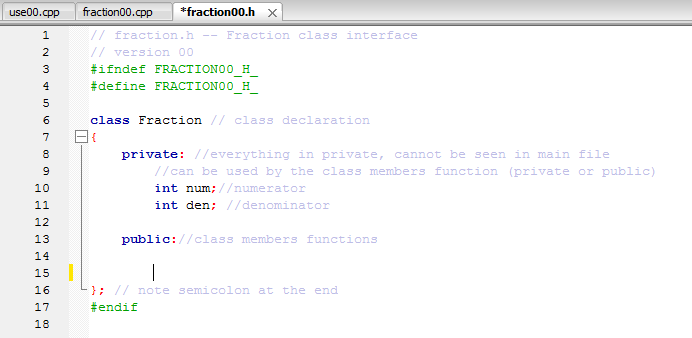 use00.cpp fraction00.cpp *fraction00.h
1 // fraction.h -- Fraction class interface
2 // version 00
3 #ifndef FRACTION00_H_
4 #define FRACTION00_H_
5
6 class Fraction // class declaration
7 {
8 private: //everything in private, cannot be seen in main file
9 //can be used by the class members function (private or public)
10 int num;//numerator
11 int den; //denominator
12
13 public://class members functions
14
15
16 }; // note semicolon at the end
17 #endif
18